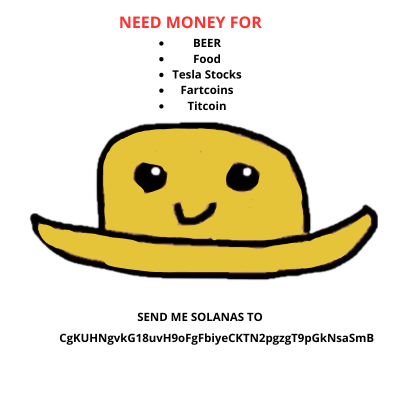 NEED MONEY FOR
• BEER
• Food
• Tesla Stocks
• Fartcoins
• Titcoin
SEND ME SOLANAS TO
CgKUHNgvkG18uvH9oFgFbiyeCKTN2pgzgT9pGkNsaSmB